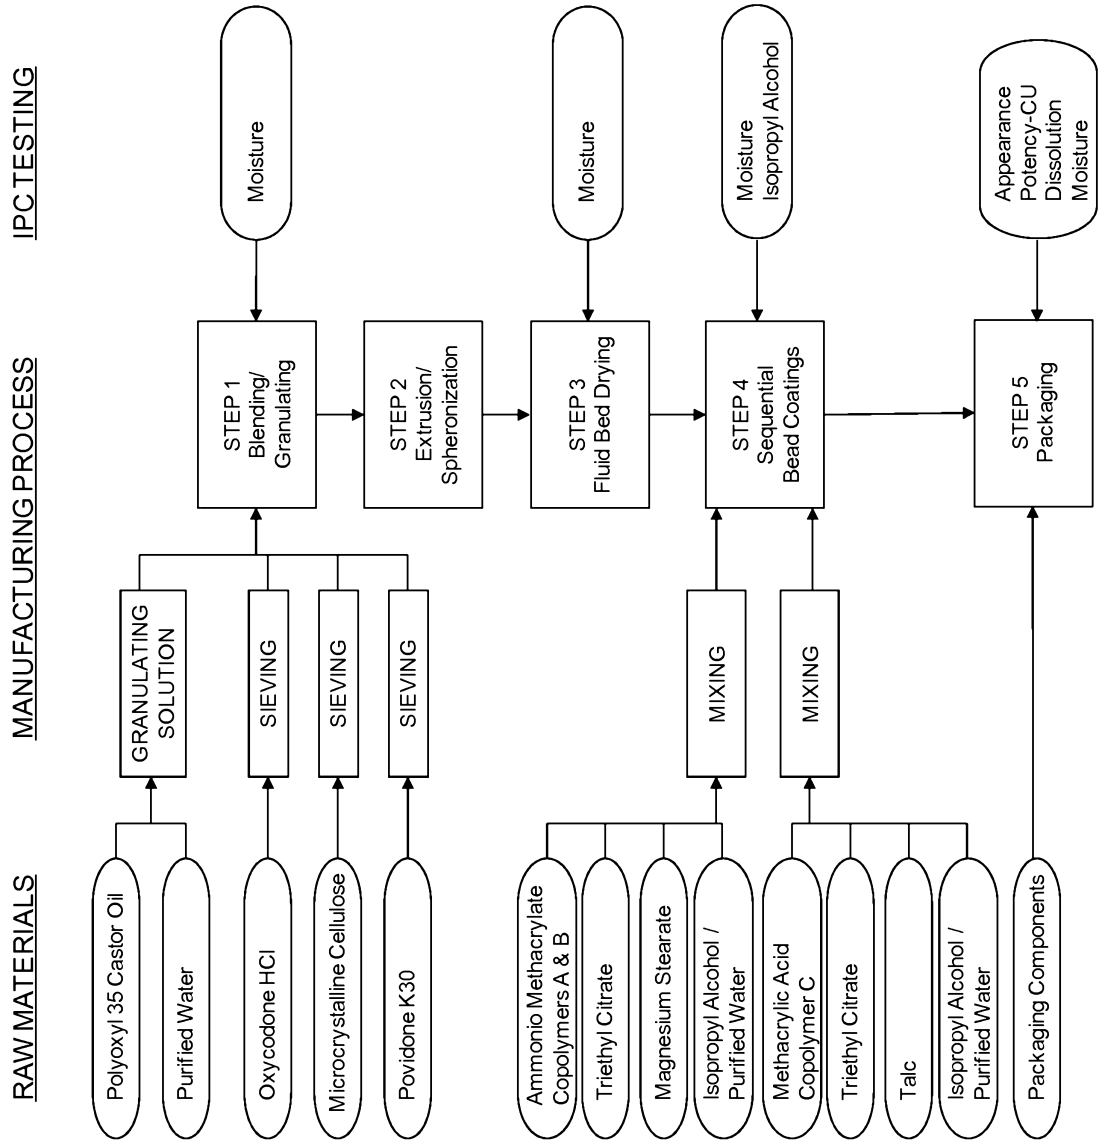 RAW MATERIALS
MANUFACTURING PROCESS
IPC TESTING
Polyoxyl 35 Castor Oil
Purified Water
GRANULATING
SOLUTION
Oxycodone HCl
SIEVING
Microcrystalline Cellulose
SIEVING
Povidone K30
SIEVING
STEP 1
Blending/
Granulating
Moisture
STEP 2
Extrusion/
Spheronization
STEP 3
Fluid Bed Drying
Moisture
Ammonio Methacrylate
Copolymers A & B
Triethyl Citrate
Magnesium Stearate
Isopropyl Alcohol /
Purified Water
MIXING
Methacrylic Acid
Copolymer C
Triethyl Citrate
Talc
Isopropyl Alcohol /
Purified Water
MIXING
STEP 4
Sequential
Bead Coatings
Moisture
Isopropyl Alcohol
Packaging Components
STEP 5
Packaging
Appearance
Potency-CU
Dissolution
Moisture